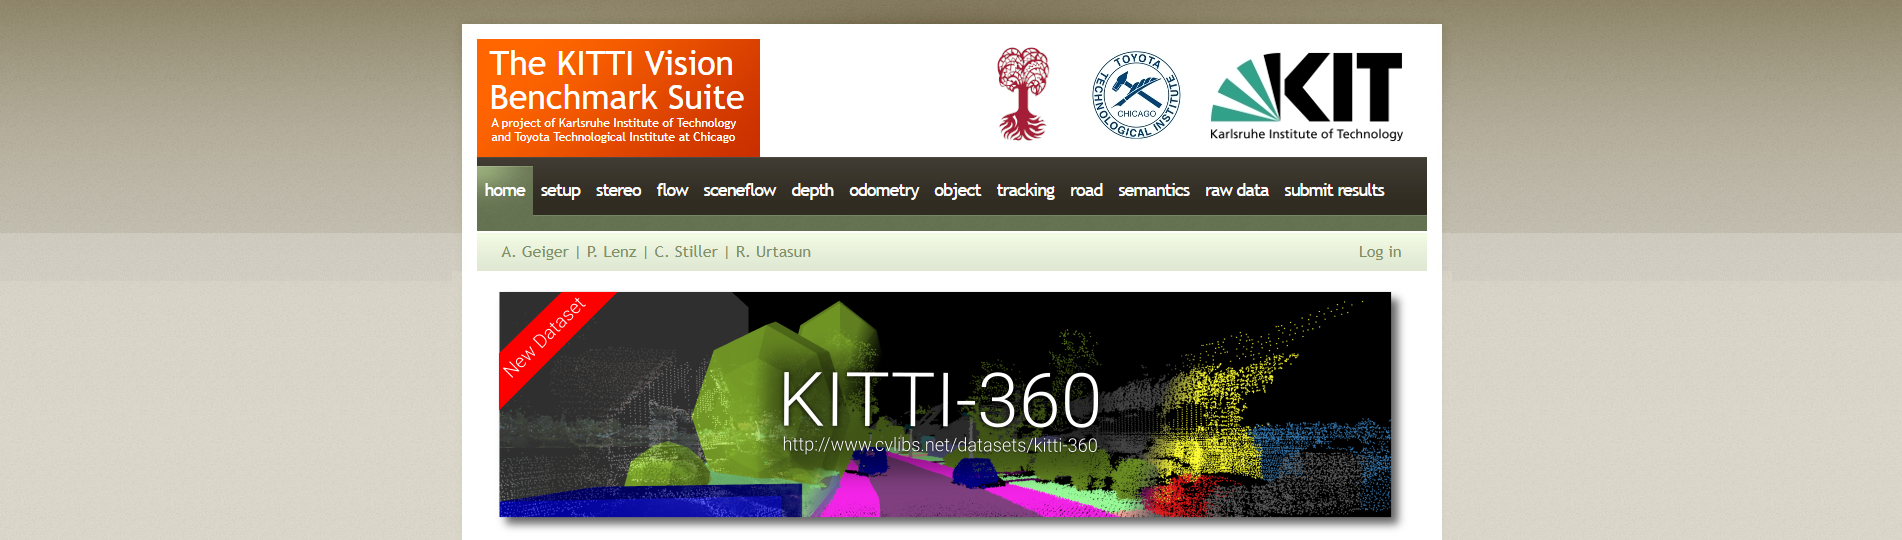 The KITTI Vision
Benchmark Suite
A project of Karlsruhe Institute of Technology
and Toyota Technological Institute at Chicago
TOYOTA TECHNOLOGICAL INSTITUTE
CHICAGO
KIT
Karlsruhe Institute of Technology
home setup stereo flow sceneflow depth odometry object tracking road semantics raw data submit results
A. Geiger | P. Lenz | C. Stiller | R. Urtasun Log in
New Dataset
KITTI-360
http://www.cvlibs.net/datasets/kitti-360